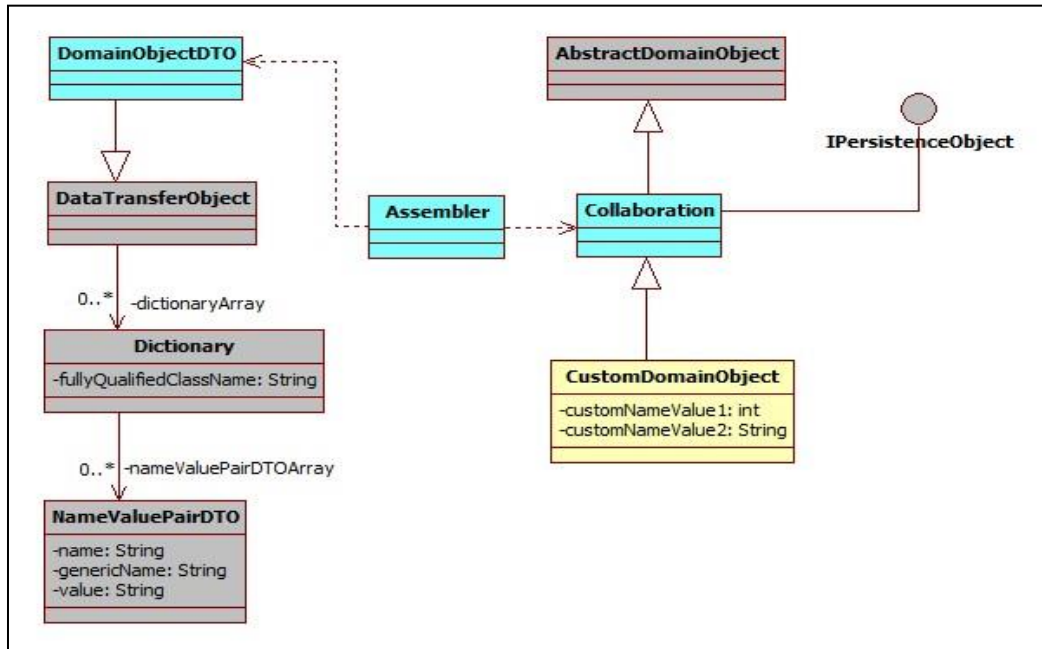 DomainObjectDTO
AbstractDomainObject
IPersistenceObject
DataTransferObject
Assembler
Collaboration
0..* -dictionaryArray
Dictionary
-fullyQualifiedClassName: String
CustomDomainObject
-customNameValue1: int
-customNameValue2: String
0..* -nameValuePairDTOArray
NameValuePairDTO
-name: String
-genericName: String
-value: String